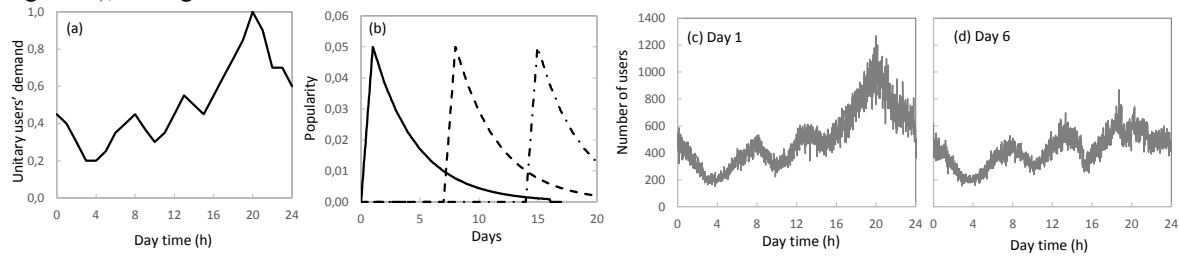 (a)
Unitary users' demand
1,0
0,8
0,6
0,4
0,2
0,0
0 4 8 12 16 20 24
Day time (h)
(b)
Popularity
0,06
0,05
0,04
0,03
0,02
0,01
0,00
0 5 10 15 20
Days
(c) Day 1
Number of users
1400
1200
1000
800
600
400
200
0
0 4 8 12 16 20 24
Day time (h)
(d) Day 6
0 4 8 12 16 20 24
Day time (h)